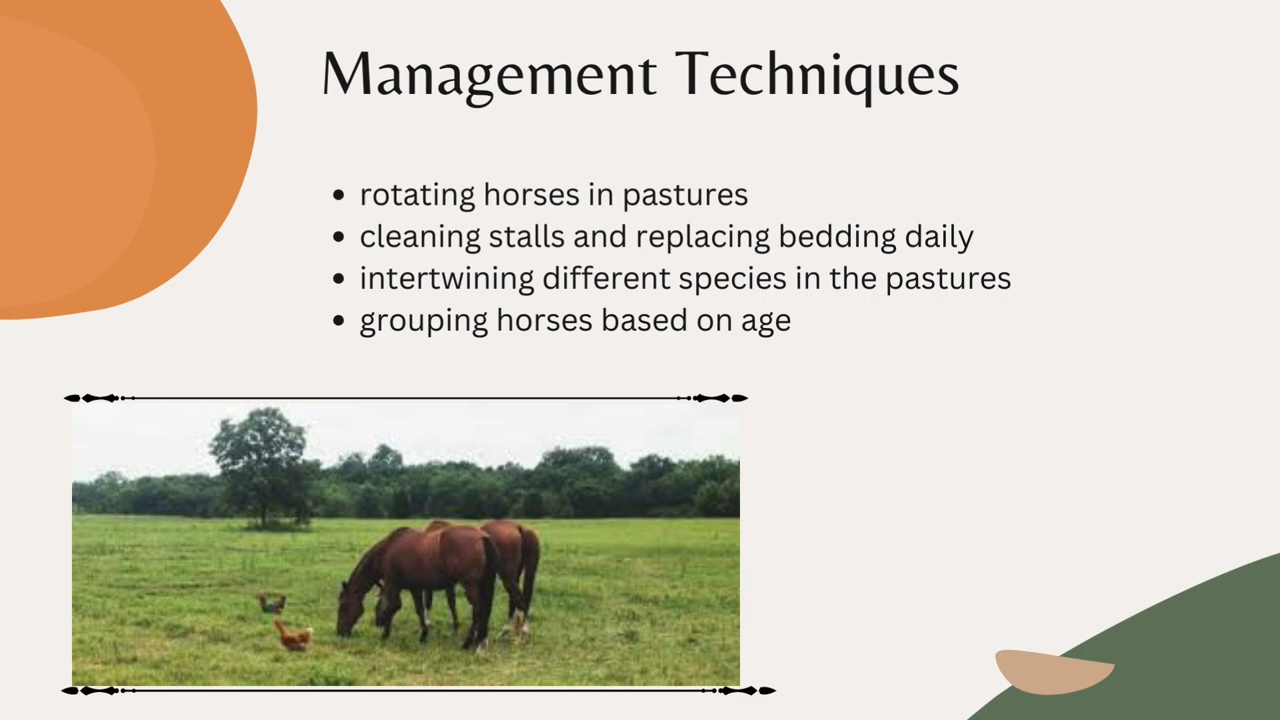 Management Techniques
• rotating horses in pastures
• cleaning stalls and replacing bedding daily
• intertwining different species in the pastures
• grouping horses based on age